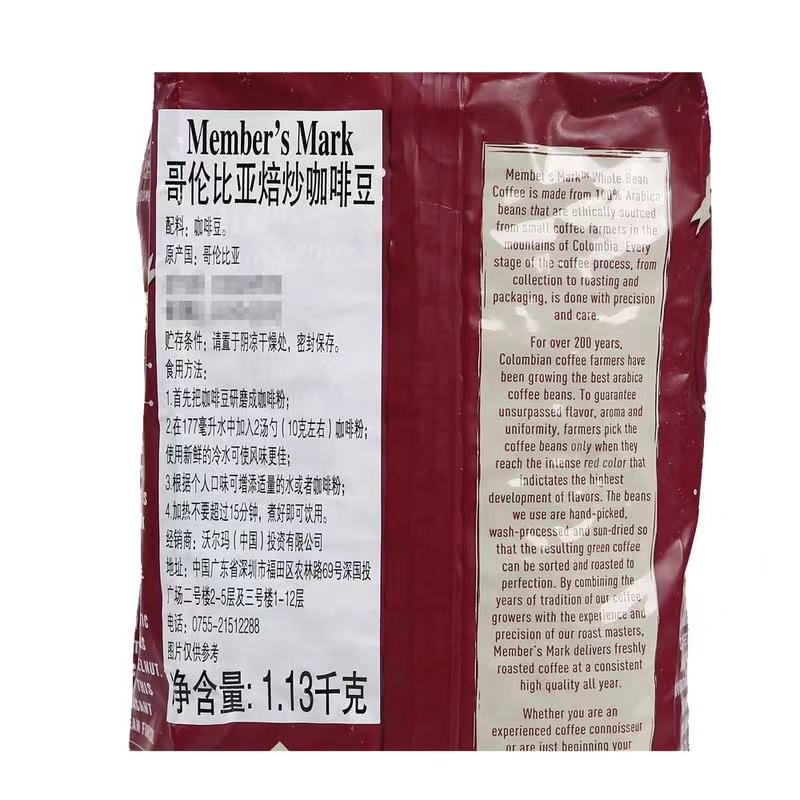 Member's Mark
哥伦比亚焙炒咖啡豆
配料：咖啡豆。
原产国：哥伦比亚
贮存条件：请置于阴凉干燥处，密封保存。
食用方法：
1.首先把咖啡豆研磨成咖啡粉；
2.在177毫升水中加入2汤勺（10克左右）咖啡粉；
使用新鲜的冷水可使风味更佳；
3.根据个人口味可增添适量的水或者咖啡粉；
4.加热不要超过15分钟，煮好即可饮用。
经销商：沃尔玛（中国）投资有限公司
地址：中国广东省深圳市福田区农林路69号深国投
广场二号楼2-5层及三号楼1-12层
电话：0755-21512288
图片仅供参考
净含量：1.13千克
Member's Mark™ Whole Bean
Coffee is made from 100% Arabica
beans that are ethically sourced
from small coffee farmers in the
mountains of Colombia. Every
stage of the coffee process, from
collection to roasting and
packaging, is done with precision
and care.
For over 200 years,
Colombian coffee farmers have
been growing the best arabica
coffee beans. To guarantee
unsurpassed flavor, aroma and
uniformity, farmers pick the
coffee beans only when they
reach the intense red color that
indictates the highest
development of flavors. The beans
we use are hand-picked,
wash-processed and sun-dried so
that the resulting green coffee
can be sorted and roasted to
perfection. By combining the
years of tradition of our coffee
growers with the experience and
precision of our roast masters,
Member's Mark delivers freshly
roasted coffee at a consistent
high quality all year.
Whether you are an
experienced coffee connoisseur
or are just beginning your